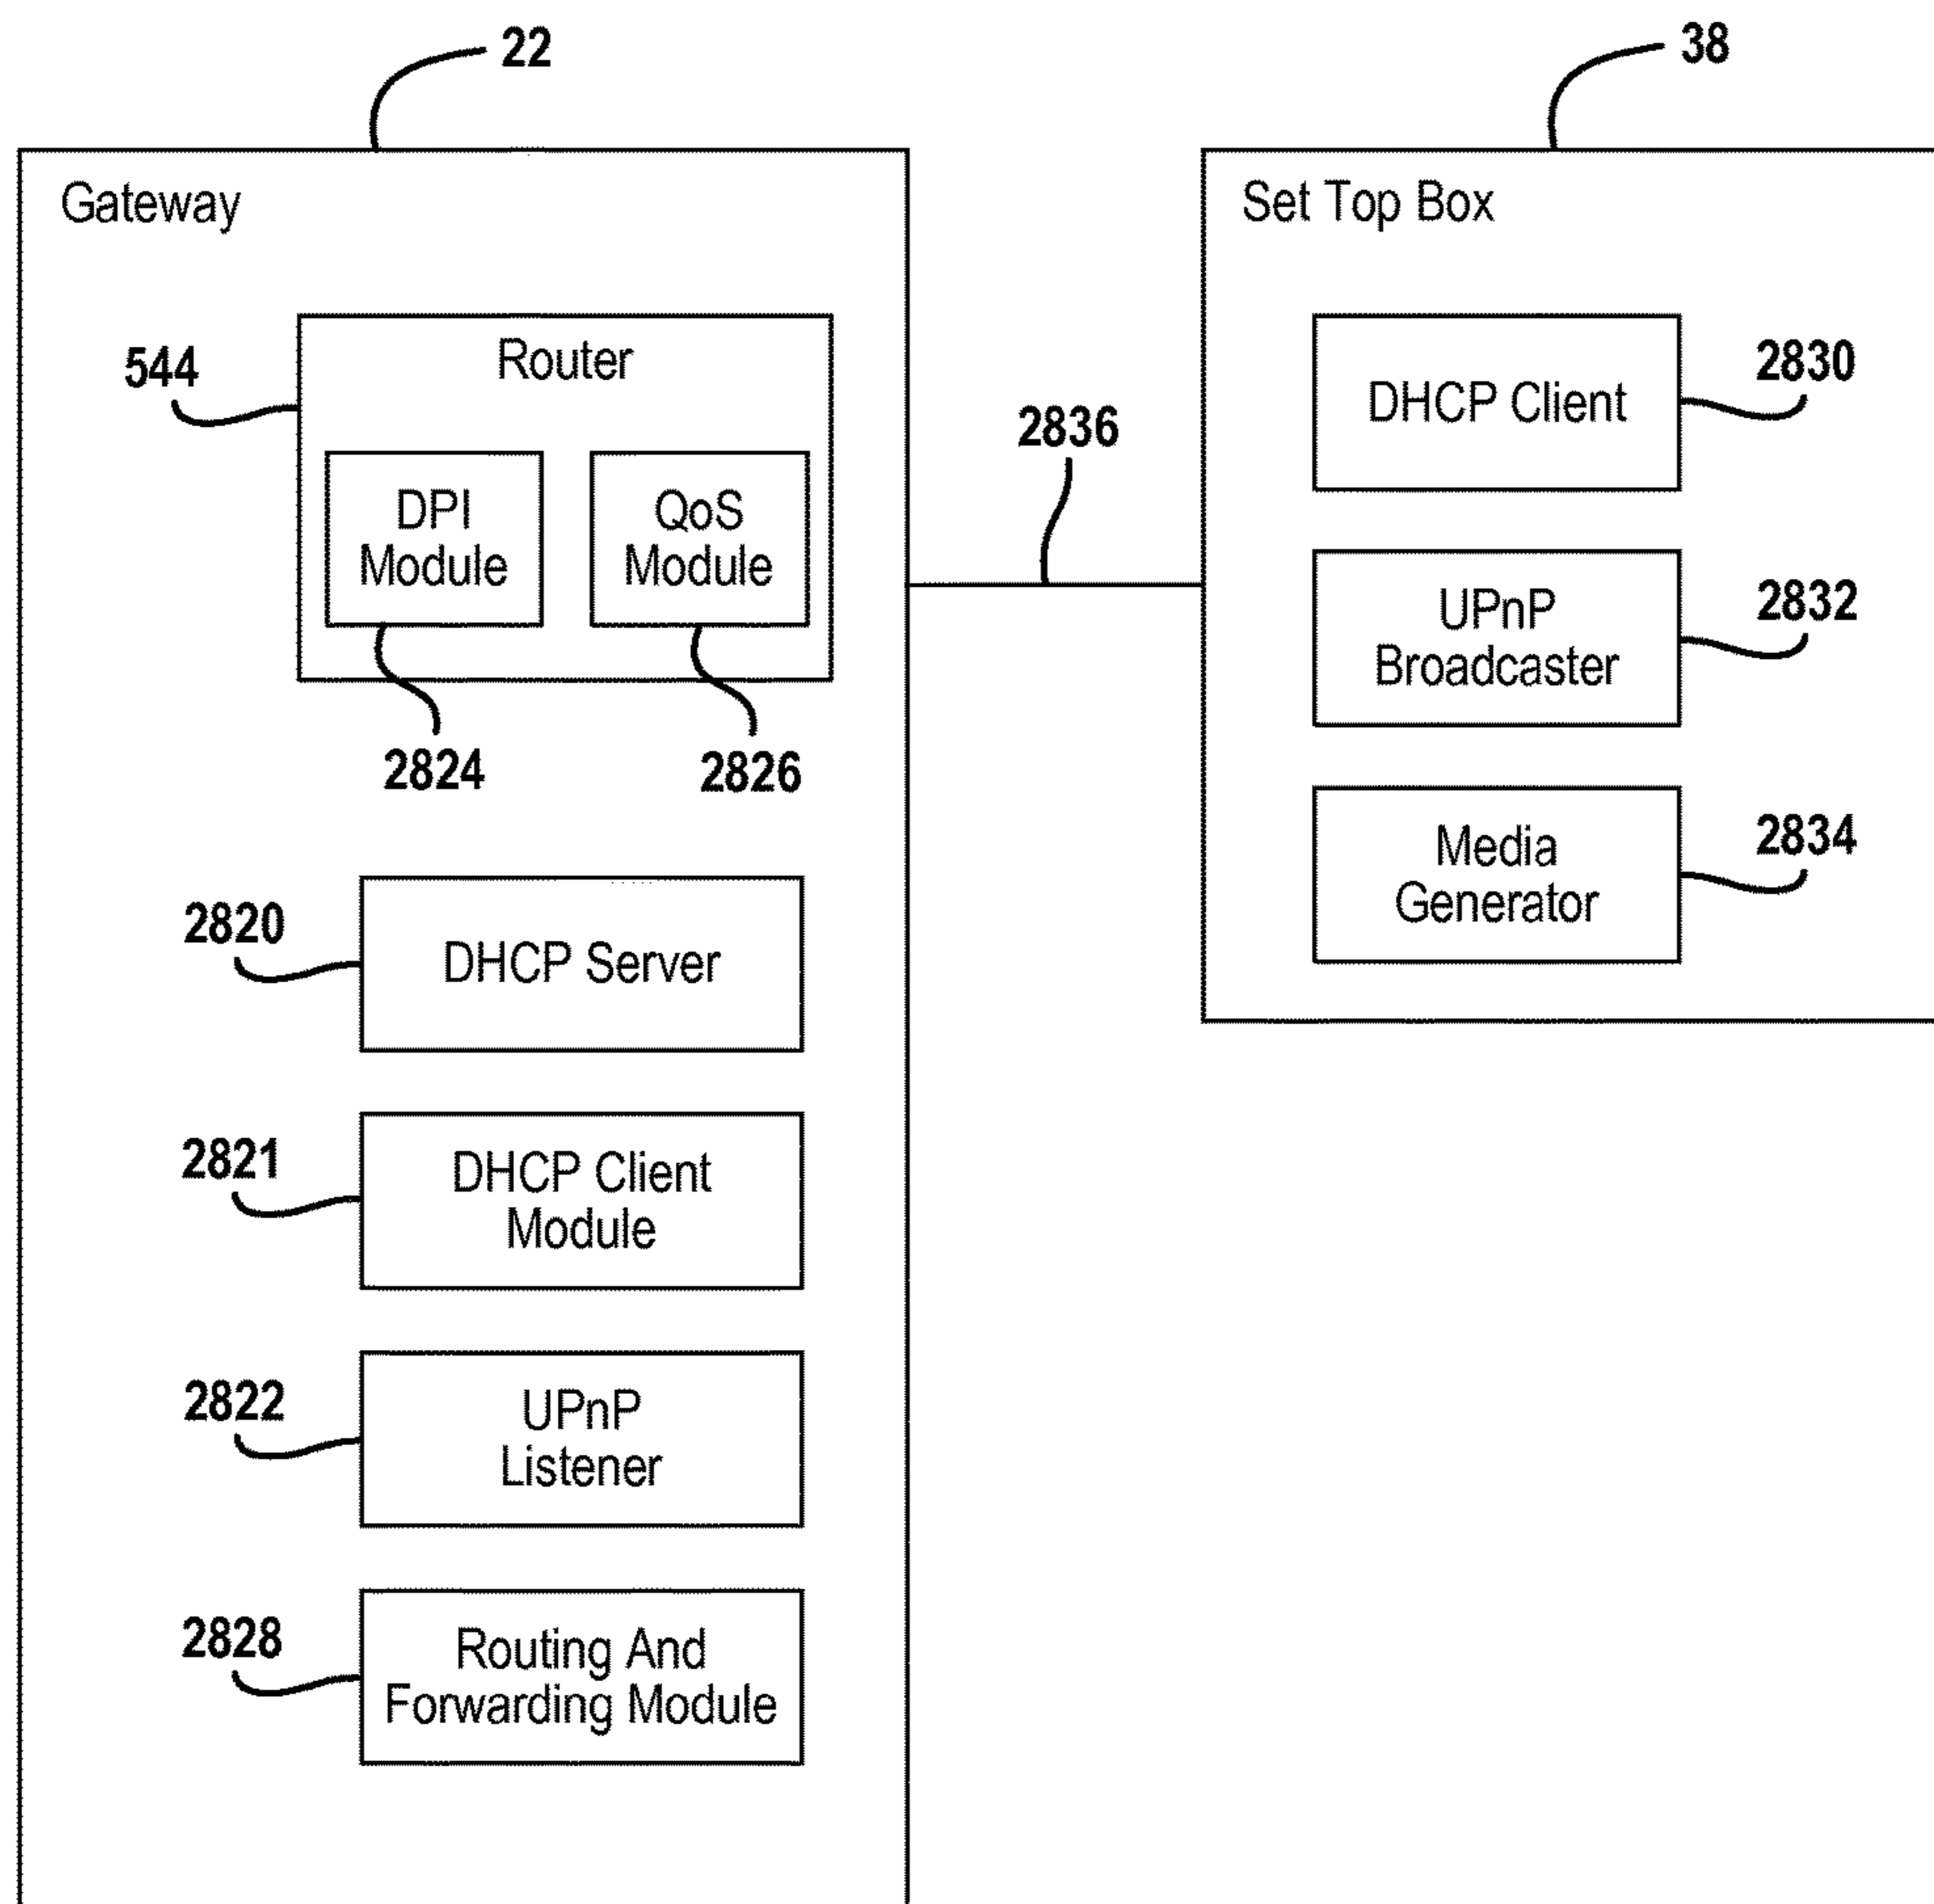 22
38
Gateway
Set Top Box
544
Router
DPI
Module
QoS
Module
2824
2826
2836
DHCP Client
2830
UPnP
Broadcaster
2832
Media
Generator
2834
2820
DHCP Server
2821
DHCP Client
Module
2822
UPnP
Listener
2828
Routing And
Forwarding Module